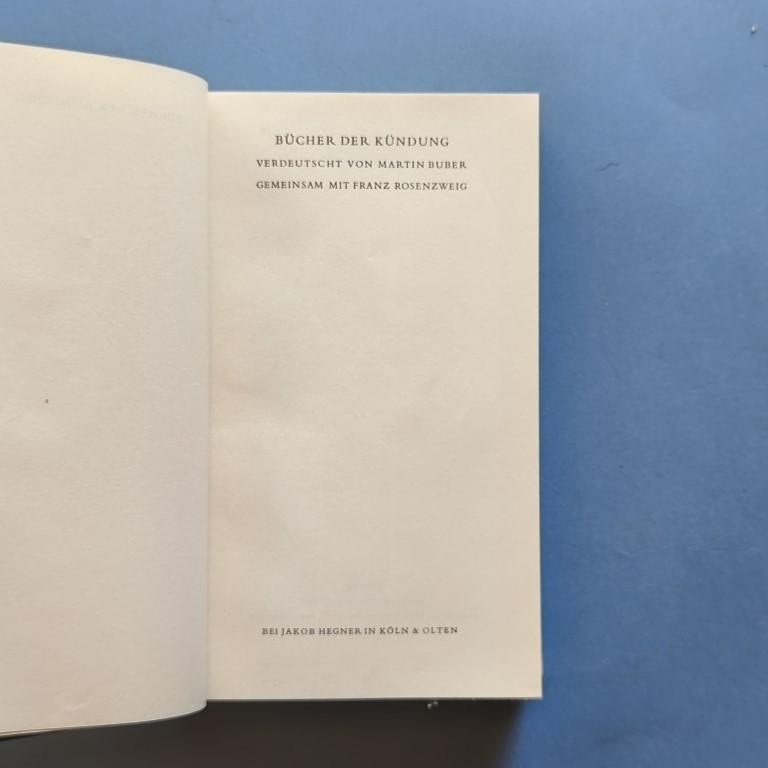 BÜCHER DER KÜNDUNG
VERDEUTSCHT VON MARTIN BUBER
GEMEINSAM MIT FRANZ ROSENZWEIG
BEI JAKOB HEGNER IN KÖLN & OLTEN